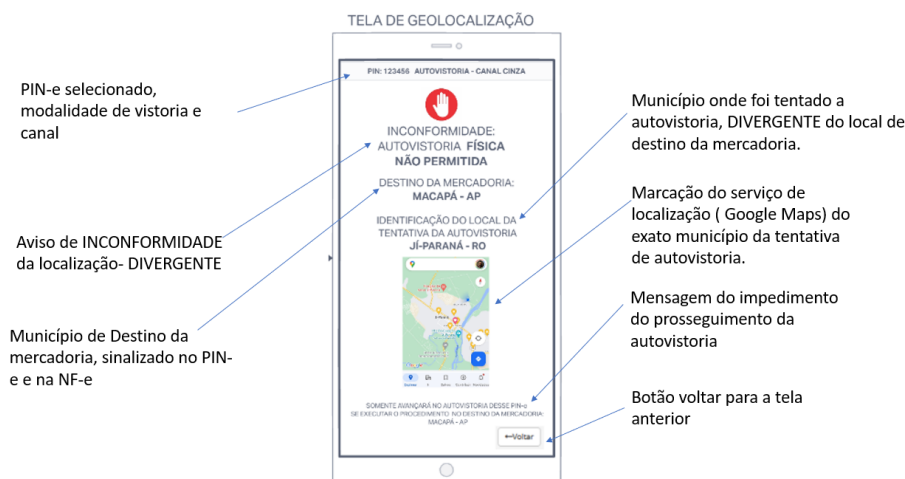 TELA DE GEOLOCALIZAÇÃO
PIN: 123456 AUTOVISTORIA - CANAL CINZA
INCONFORMIDADE:
AUTOVISTORIA FÍSICA
NÃO PERMITIDA
DESTINO DA MERCADORIA:
MACAPÁ - AP
IDENTIFICAÇÃO DO LOCAL DA
TENTATIVA DA AUTOVISTORIA
JÍ-PARANÁ - RO
SOMENTE AVANÇARÁ NO AUTOVISTORIA DESSE PIN-e
SE EXECUTAR O PROCEDIMENTO NO DESTINO DA MERCADORIA:
MACAPÁ - AP
←Voltar
PIN-e selecionado,
modalidade de vistoria e
canal
Aviso de INCONFORMIDADE
da localização- DIVERGENTE
Município de Destino da
mercadoria, sinalizado no PIN-
e e na NF-e
Município onde foi tentado a
autovistoria, DIVERGENTE do local de
destino da mercadoria.
Marcação do serviço de
localização ( Google Maps) do
exato município da tentativa
de autovistoria.
Mensagem do impedimento
do prosseguimento da
autovistoria
Botão voltar para a tela
anterior